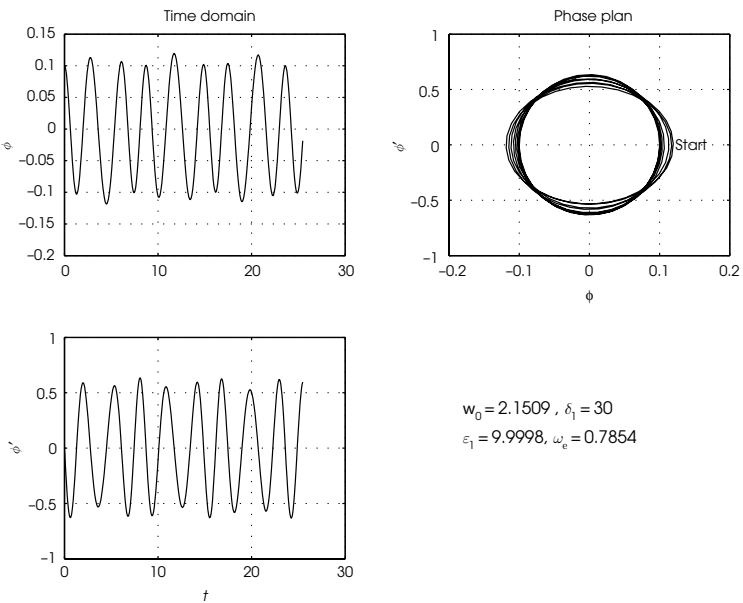 Time domain
0.15
0.1
0.05
0
–0.05
–0.1
–0.15
–0.2
ϕ
0 10 20 30
Phase plan
1
0.5
0
–0.5
–1
ϕ′
Start
–0.2 –0.1 0 0.1 0.2
ϕ
1
0.5
0
–0.5
–1
ϕ′
0 10 20 30
t
w₀ = 2.1509 , δ₁ = 30
ε₁ = 9.9998, ωₑ = 0.7854